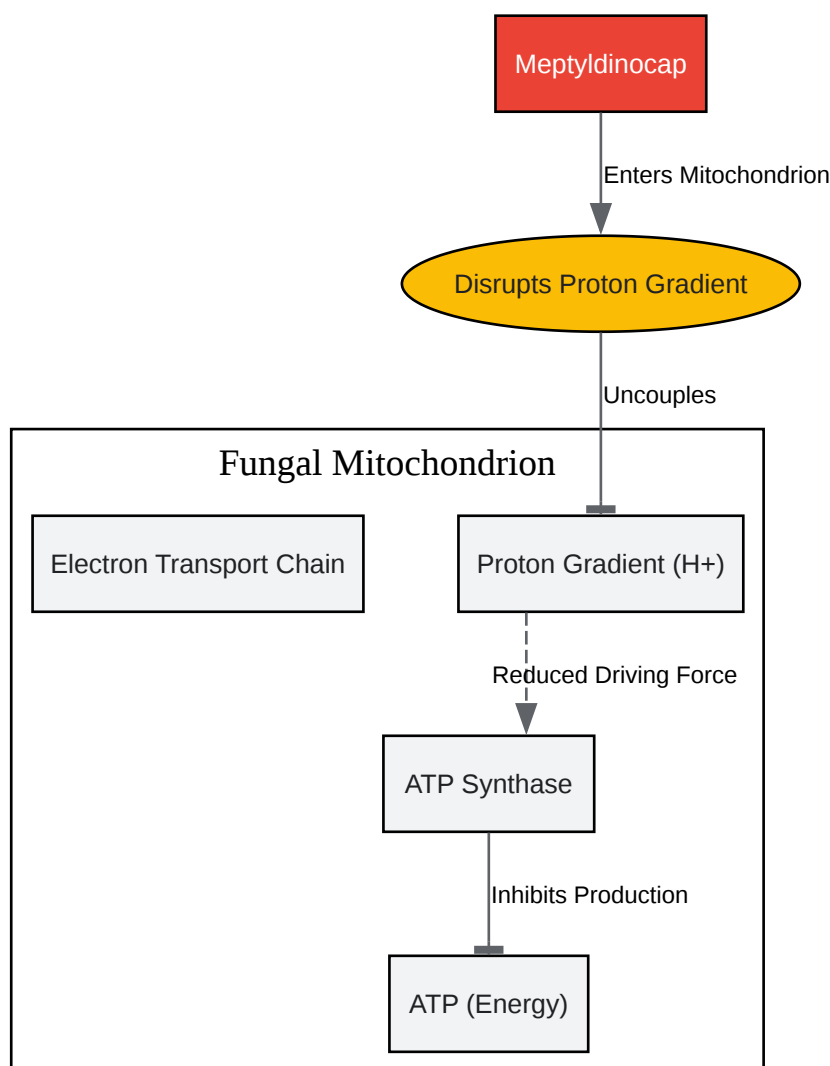 Meptyldinocap
Enters Mitochondrion
Disrupts Proton Gradient
Uncouples
Fungal Mitochondrion
Electron Transport Chain
Proton Gradient (H+)
Reduced Driving Force
ATP Synthase
Inhibits Production
ATP (Energy)